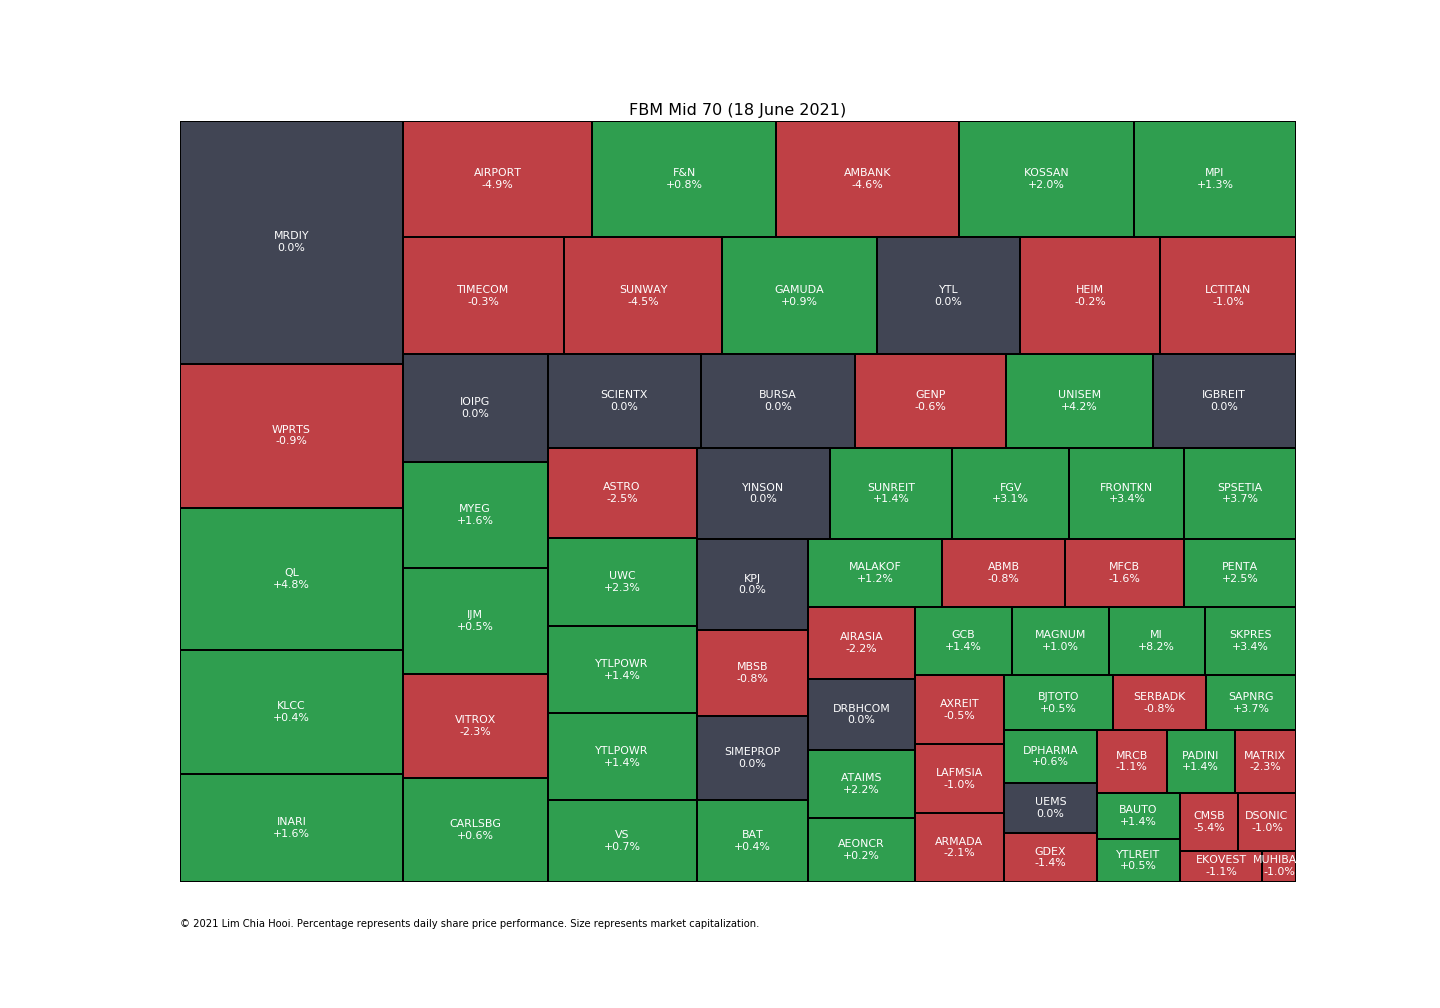 FBM Mid 70 (18 June 2021)
MRDIY
0.0%
WPRTS
-0.9%
QL
+4.8%
KLCC
+0.4%
INARI
+1.6%
AIRPORT
-4.9%
F&N
+0.8%
AMBANK
-4.6%
KOSSAN
+2.0%
MPI
+1.3%
TIMECOM
-0.3%
SUNWAY
-4.5%
GAMUDA
+0.9%
YTL
0.0%
HEIM
-0.2%
LCTITAN
-1.0%
IOIPG
0.0%
MYEG
+1.6%
IJM
+0.5%
VITROX
-2.3%
CARLSBG
+0.6%
SCIENTX
0.0%
BURSA
0.0%
GENP
-0.6%
UNISEM
+4.2%
IGBREIT
0.0%
ASTRO
-2.5%
UWC
+2.3%
YTLPOWR
+1.4%
YTLPOWR
+1.4%
VS
+0.7%
YINSON
0.0%
SUNREIT
+1.4%
FGV
+3.1%
FRONTKN
+3.4%
SPSETIA
+3.7%
KPJ
0.0%
MBSB
-0.8%
SIMEPROP
0.0%
BAT
+0.4%
MALAKOF
+1.2%
ABMB
-0.8%
MFCB
-1.6%
PENTA
+2.5%
AIRASIA
-2.2%
DRBHCOM
0.0%
ATAIMS
+2.2%
AEONCR
+0.2%
GCB
+1.4%
MAGNUM
+1.0%
MI
+8.2%
SKPRES
+3.4%
AXREIT
-0.5%
LAFMSIA
-1.0%
ARMADA
-2.1%
BJTOTO
+0.5%
SERBADK
-0.8%
SAPNRG
+3.7%
DPHARMA
+0.6%
UEMS
0.0%
GDEX
-1.4%
MRCB
-1.1%
PADINI
+1.4%
MATRIX
-2.3%
BAUTO
+1.4%
YTLREIT
+0.5%
CMSB
-5.4%
DSONIC
-1.0%
EKOVEST
-1.1%
MUHIBA
-1.0%
© 2021 Lim Chia Hooi. Percentage represents daily share price performance. Size represents market capitalization.